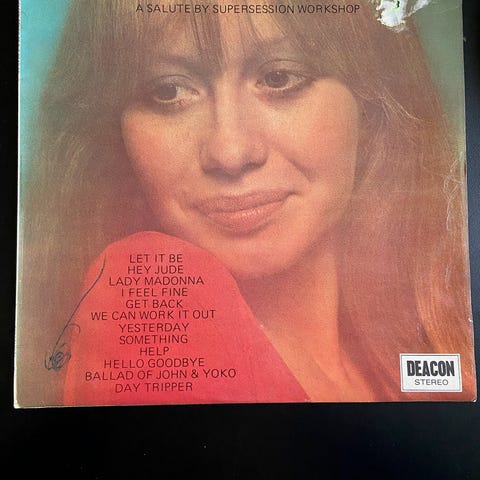 A SALUTE BY SUPERSESSION WORKSHOP
LET IT BE
HEY JUDE
LADY MADONNA
I FEEL FINE
GET BACK
WE CAN WORK IT OUT
YESTERDAY
SOMETHING
HELP
HELLO GOODBYE
BALLAD OF JOHN & YOKO
DAY TRIPPER
DEACON
STEREO